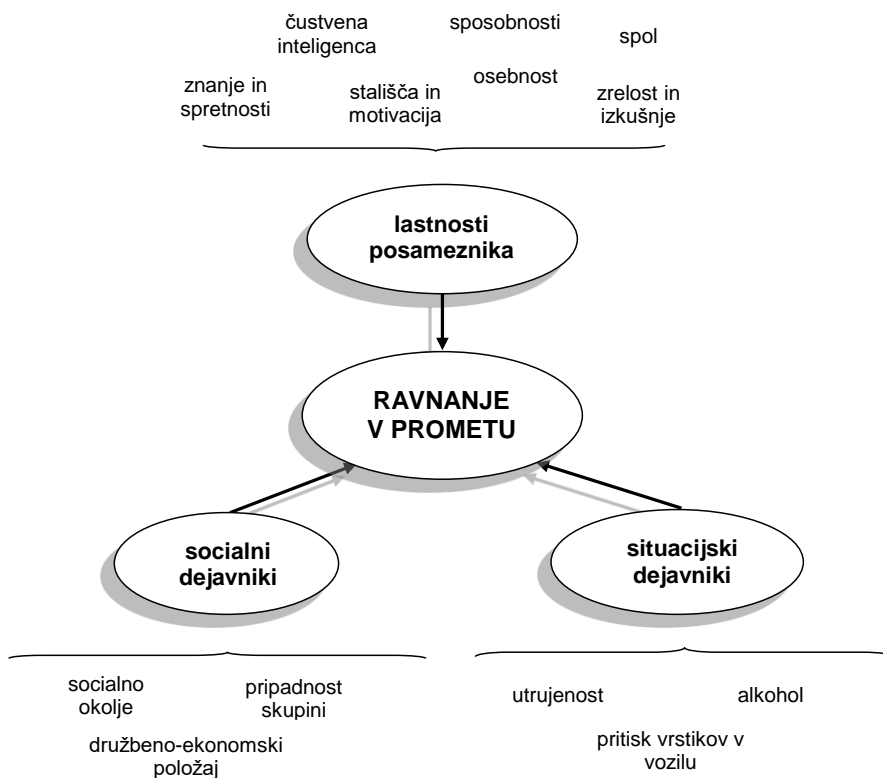 čustvena
inteligenca
sposobnosti
spol
znanje in
spretnosti
stališča in
motivacija
osebnost
zrelost in
izkušnje
lastnosti
posameznika
RAVNANJE
V PROMETU
socialni
dejavniki
situacijski
dejavniki
socialno
okolje
pripadnost
skupini
družbeno-ekonomski
položaj
utrujenost
alkohol
pritisk vrstikov v
vozilu